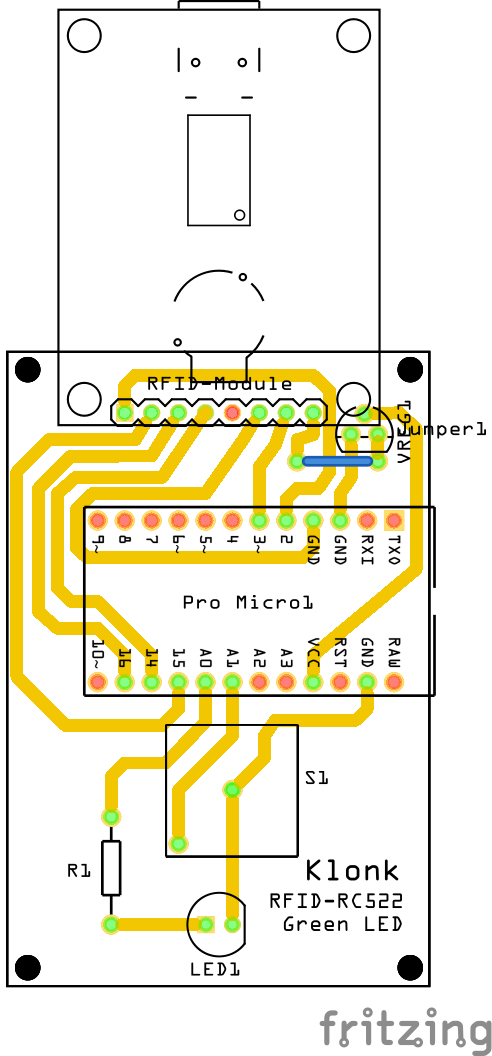 RFID-Module
VREG1
Jumper1
9~
8
7
6~
5~
4
3~
2
GND
GND
RXI
TXO
Pro Micro1
10~
16
14
15
A0
A1
A2
A3
VCC
RST
GND
RAW
S1
R1
Klonk
RFID-RC522
Green LED
LED1
fritzing